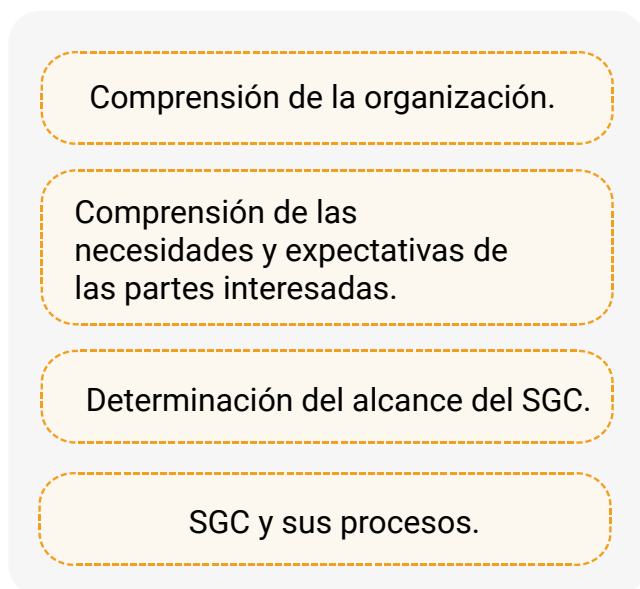 Comprensión de la organización.
Comprensión de las
necesidades y expectativas de
las partes interesadas.
Determinación del alcance del SGC.
SGC y sus procesos.